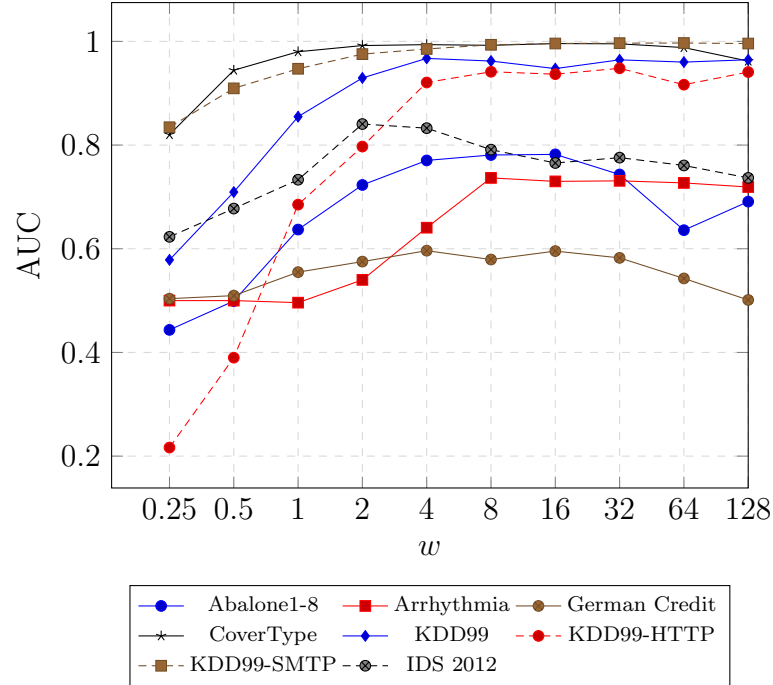 1
0.8
0.6
0.4
0.2
AUC
0.25 0.5 1 2 4 8 16 32 64 128
w
Abalone1-8 Arrhythmia German Credit
CoverType KDD99 KDD99-HTTP
KDD99-SMTP IDS 2012